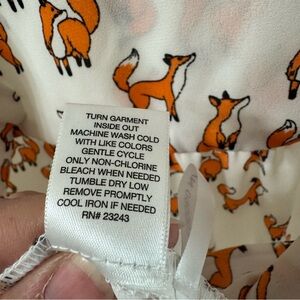 TURN GARMENT
INSIDE OUT
MACHINE WASH COLD
WITH LIKE COLORS
GENTLE CYCLE
ONLY NON-CHLORINE
BLEACH WHEN NEEDED
TUMBLE DRY LOW
REMOVE PROMPTLY
COOL IRON IF NEEDED
RN# 23243